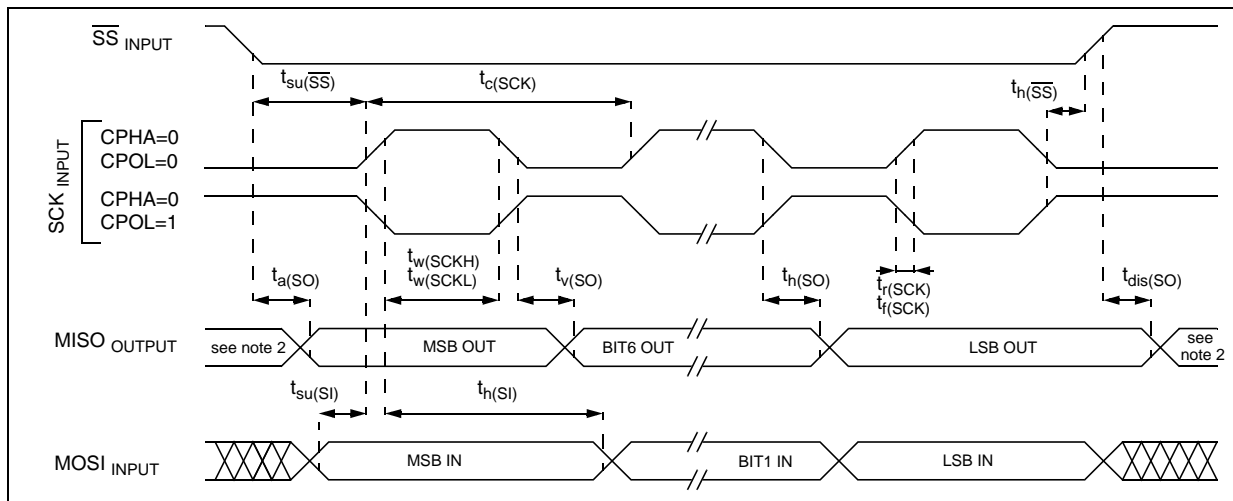 SS INPUT
tsu(SS)
tc(SCK)
th(SS)
SCK INPUT
CPHA=0
CPOL=0
CPHA=0
CPOL=1
ta(SO)
tw(SCKH)
tw(SCKL)
tv(SO)
th(SO)
tr(SCK)
tf(SCK)
tdis(SO)
MISO OUTPUT
see note 2
MSB OUT
BIT6 OUT
LSB OUT
see
note 2
tsu(SI)
th(SI)
MOSI INPUT
MSB IN
BIT1 IN
LSB IN